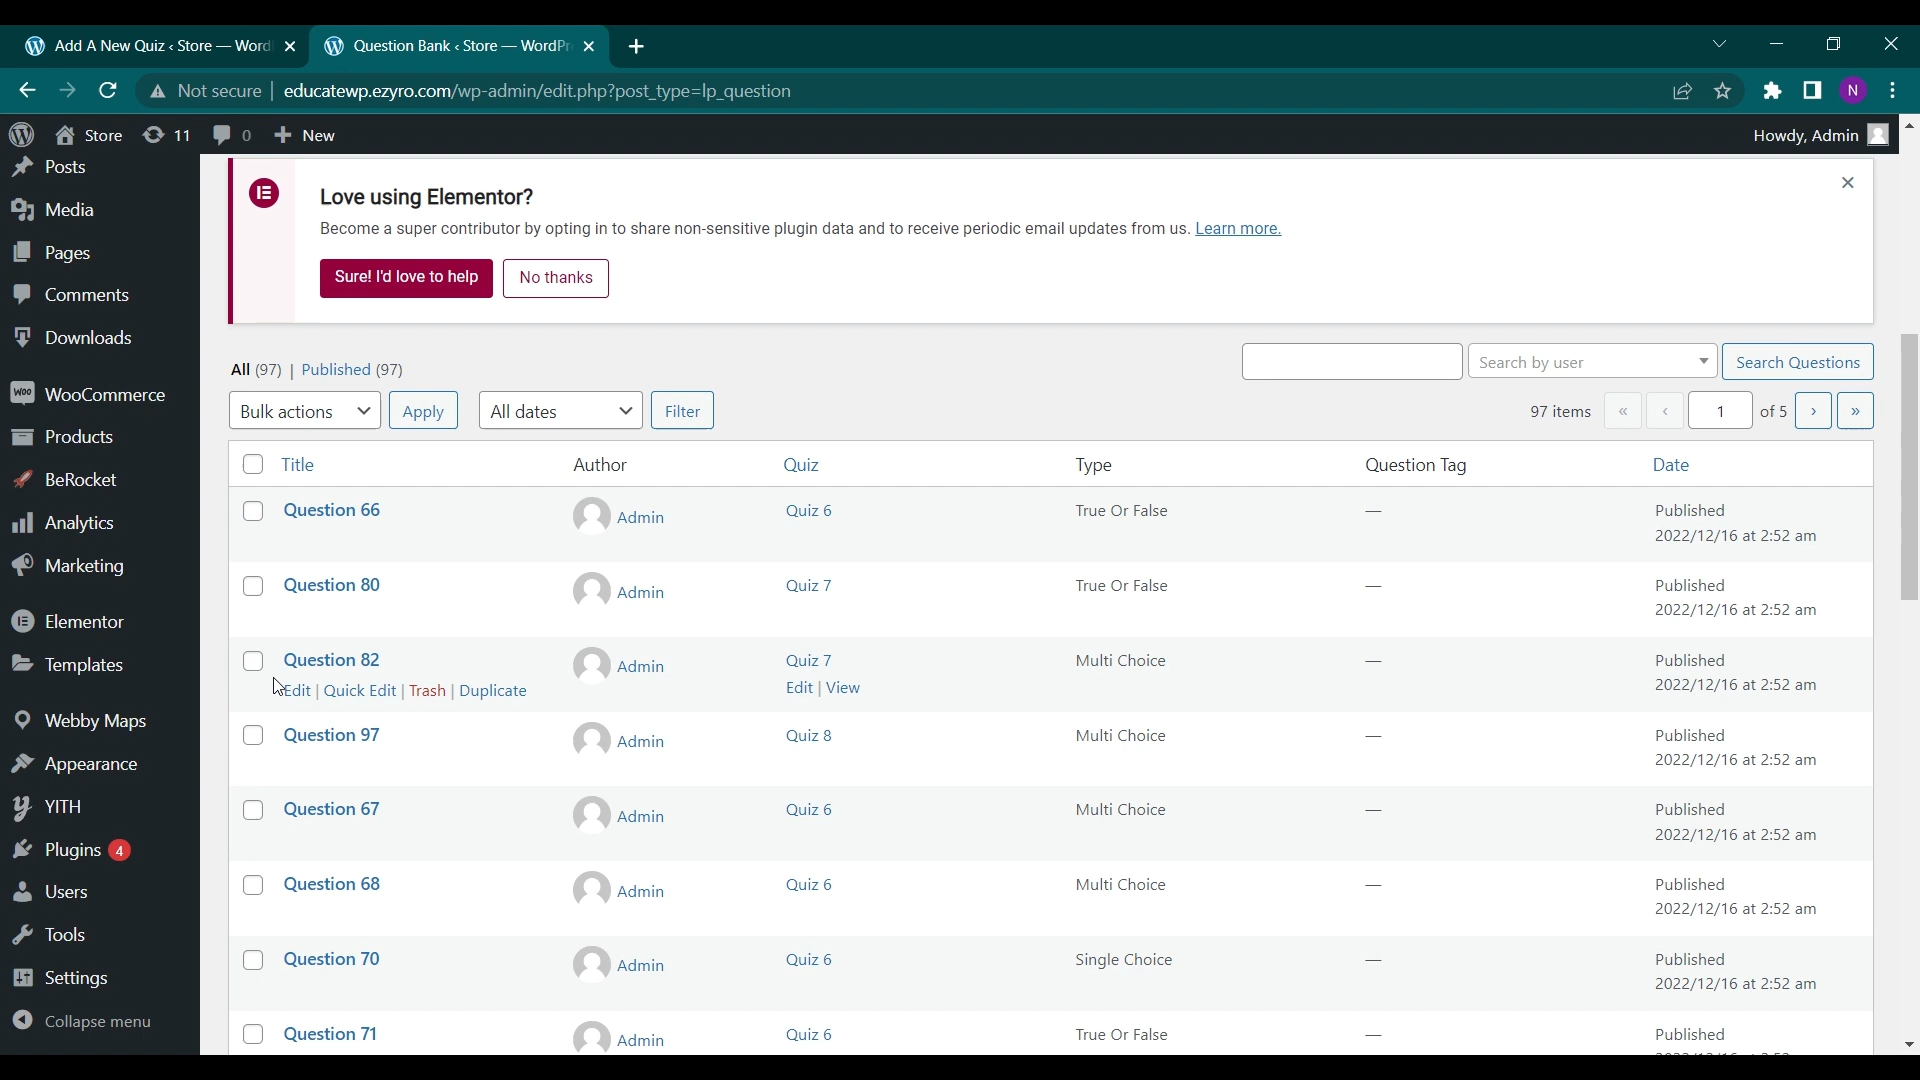 Add A New Quiz ‹ Store — Word
Question Bank ‹ Store — WordPr
Not secure
educatewp.ezyro.com/wp-admin/edit.php?post_type=lp_question
N
Store
11
0
New
Howdy, Admin
Posts
Media
Pages
Comments
Downloads
WooCommerce
Products
BeRocket
Analytics
Marketing
Elementor
Templates
Webby Maps
Appearance
YITH
Plugins 4
Users
Tools
Settings
Collapse menu
Love using Elementor?
Become a super contributor by opting in to share non-sensitive plugin data and to receive periodic email updates from us. Learn more.
Sure! I'd love to help
No thanks
All (97) | Published (97)
Search by user
Search Questions
Bulk actions
Apply
All dates
Filter
97 items « ‹ 1 of 5 › »
Title Author Quiz Type Question Tag Date
Question 66 Admin Quiz 6 True Or False — Published
2022/12/16 at 2:52 am
Question 80 Admin Quiz 7 True Or False — Published
2022/12/16 at 2:52 am
Question 82 Admin Quiz 7 Multi Choice — Published
Edit | Quick Edit | Trash | Duplicate Edit | View 2022/12/16 at 2:52 am
Question 97 Admin Quiz 8 Multi Choice — Published
2022/12/16 at 2:52 am
Question 67 Admin Quiz 6 Multi Choice — Published
2022/12/16 at 2:52 am
Question 68 Admin Quiz 6 Multi Choice — Published
2022/12/16 at 2:52 am
Question 70 Admin Quiz 6 Single Choice — Published
2022/12/16 at 2:52 am
Question 71 Admin Quiz 6 True Or False — Published